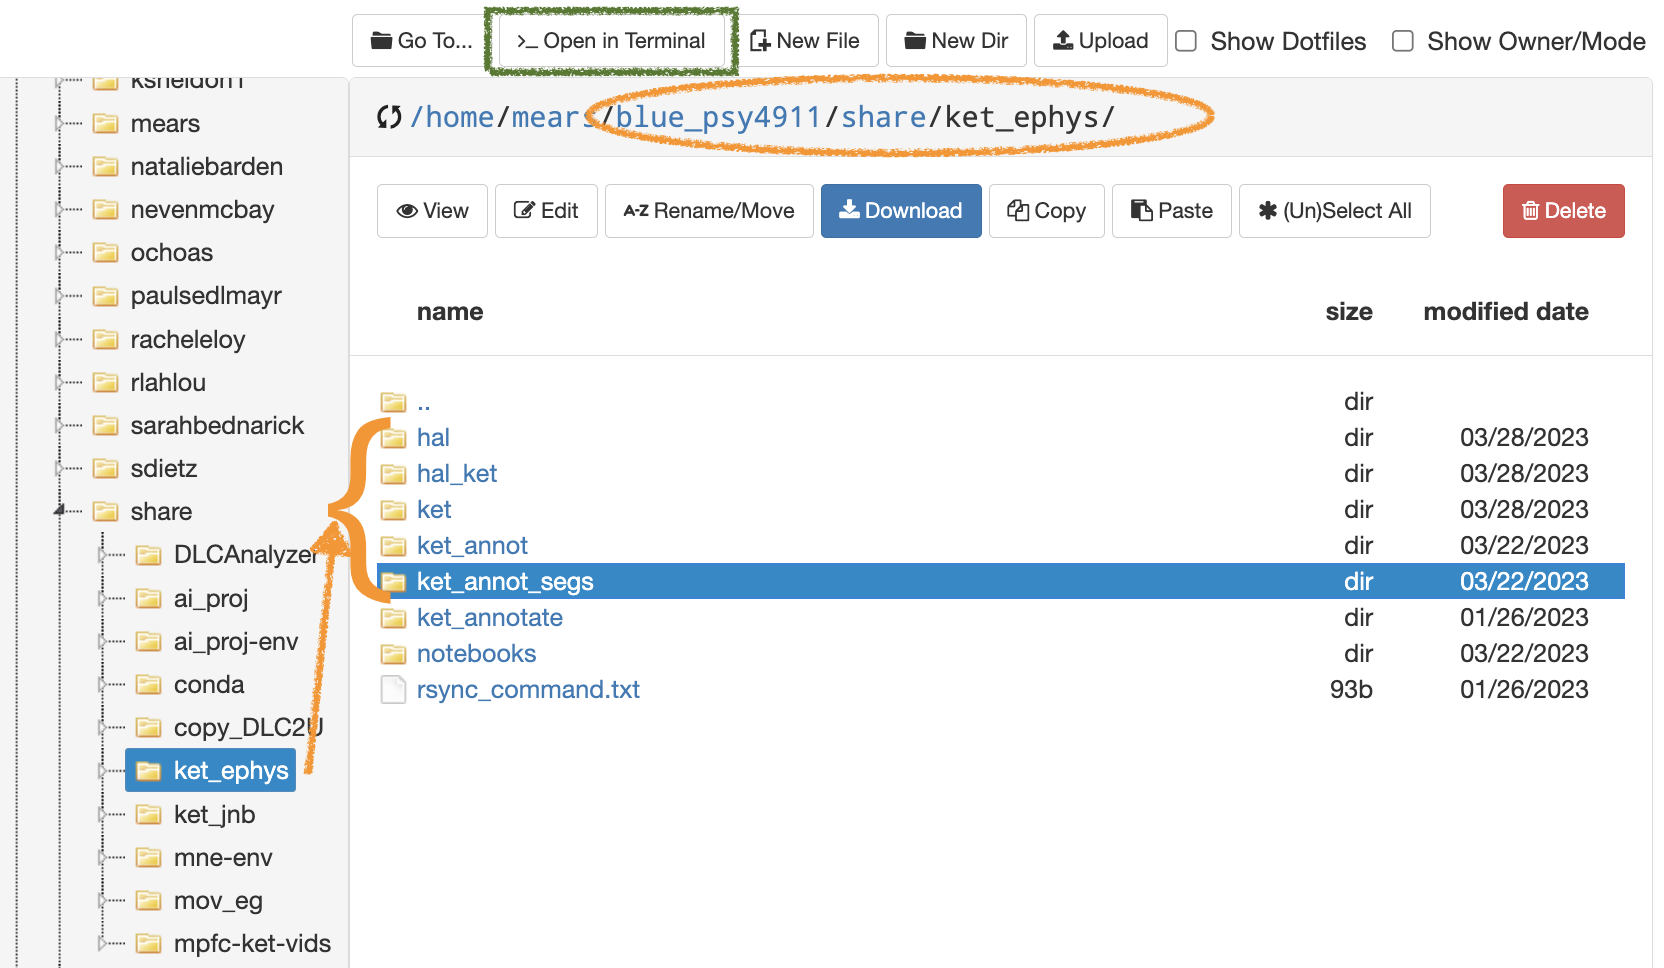 Go To... >_ Open in Terminal New File New Dir Upload Show Dotfiles Show Owner/Mode
/home/mears/blue_psy4911/share/ket_ephys/
View Edit A-Z Rename/Move Download Copy Paste (Un)Select All Delete
name size modified date
.. dir
hal dir 03/28/2023
hal_ket dir 03/28/2023
ket dir 03/28/2023
ket_annot dir 03/22/2023
ket_annot_segs dir 03/22/2023
ket_annotate dir 01/26/2023
notebooks dir 03/22/2023
rsync_command.txt 93b 01/26/2023
mears
nataliebarden
nevenmcbay
ochoas
paulsedlmayr
racheleloy
rlahlou
sarahbednarick
sdietz
share
DLCAnalyzer
ai_proj
ai_proj-env
conda
copy_DLC2U
ket_ephys
ket_jnb
mne-env
mov_eg
mpfc-ket-vids